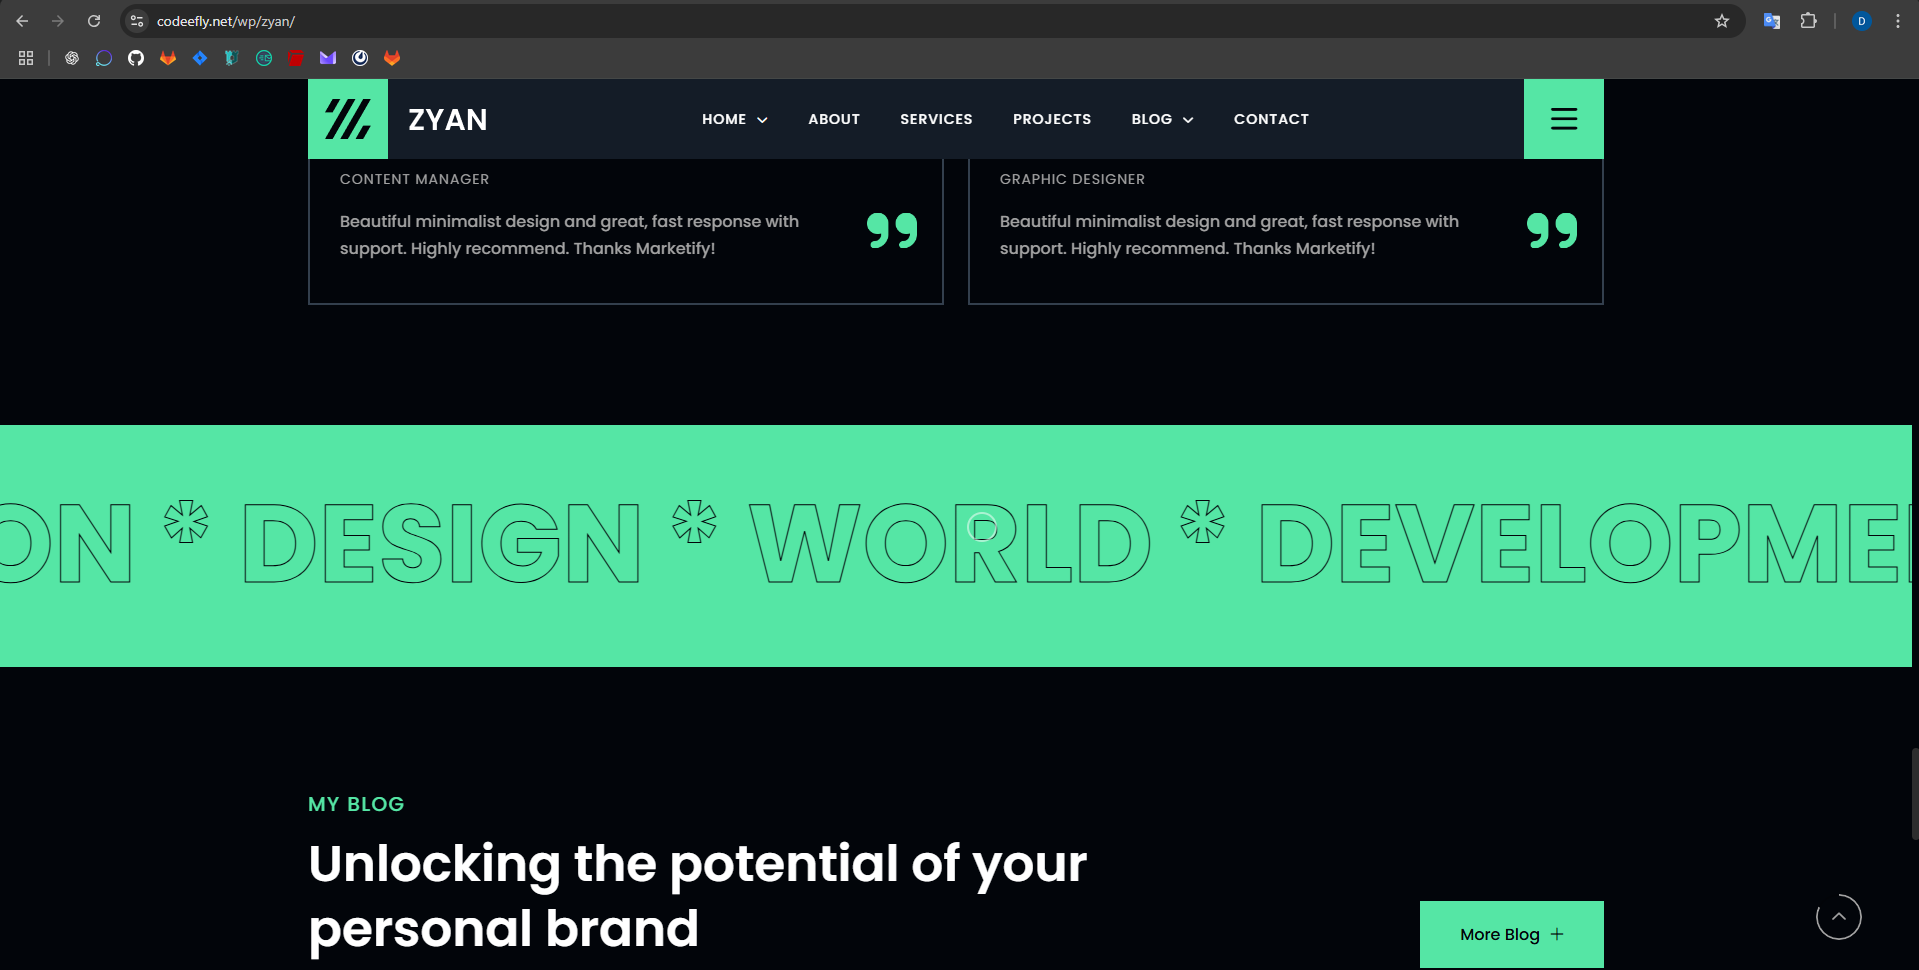 codeefly.net/wp/zyan/
D
ZYAN
HOME
ABOUT
SERVICES
PROJECTS
BLOG
CONTACT
CONTENT MANAGER
Beautiful minimalist design and great, fast response with
support. Highly recommend. Thanks Marketify!
GRAPHIC DESIGNER
Beautiful minimalist design and great, fast response with
support. Highly recommend. Thanks Marketify!
ON * DESIGN * WORLD * DEVELOPME
MY BLOG
Unlocking the potential of your
personal brand
More Blog +